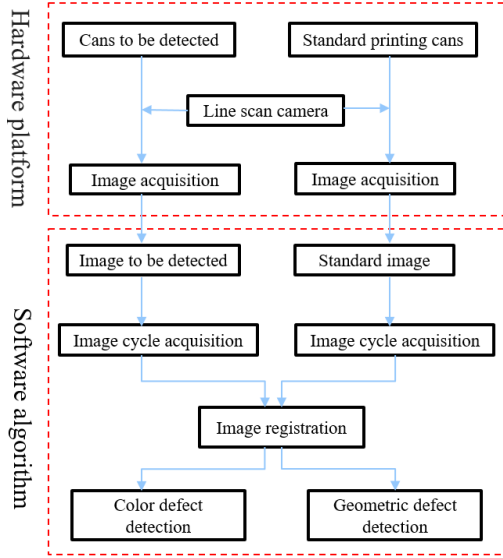 Hardware platform
Cans to be detected
Standard printing cans
Line scan camera
Image acquisition
Image acquisition
Software algorithm
Image to be detected
Standard image
Image cycle acquisition
Image cycle acquisition
Image registration
Color defect
detection
Geometric defect
detection